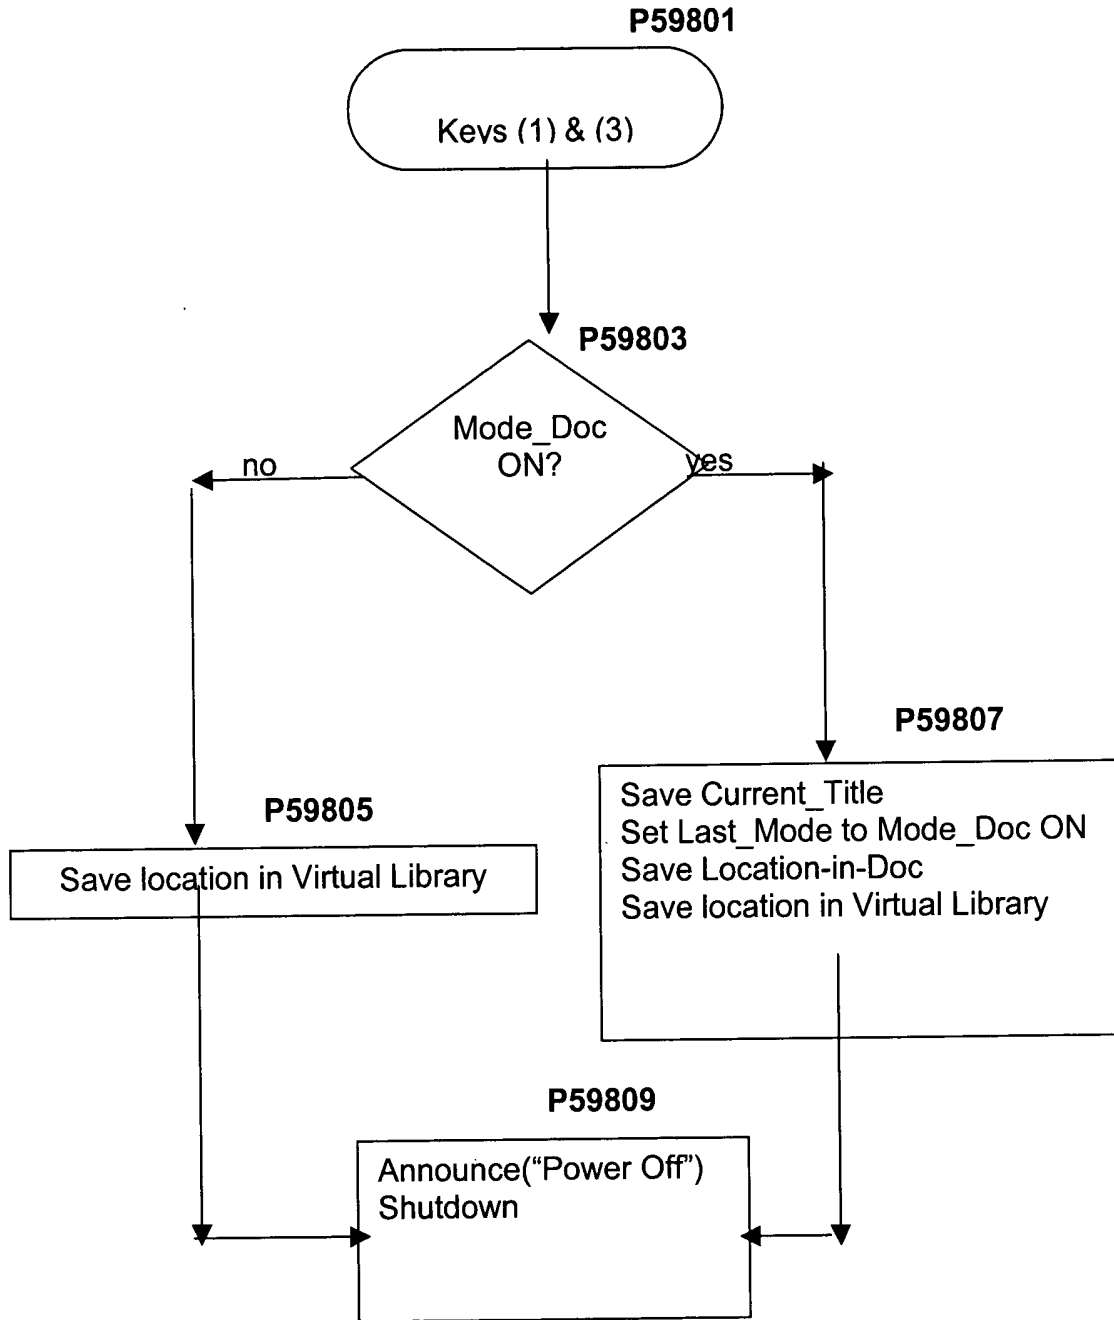 P59801
Keys (1) & (3)
P59803
Mode_Doc
ON?
no
yes
P59807
Save Current_Title
Set Last_Mode to Mode_Doc ON
Save Location-in-Doc
Save location in Virtual Library
P59805
Save location in Virtual Library
P59809
Announce(“Power Off”)
Shutdown